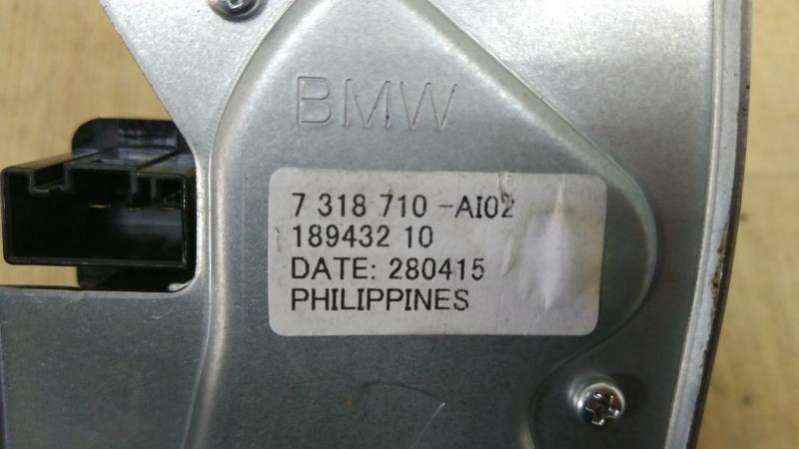 BMW
7 318 710 -AI02
189432 10
DATE: 280415
PHILIPPINES